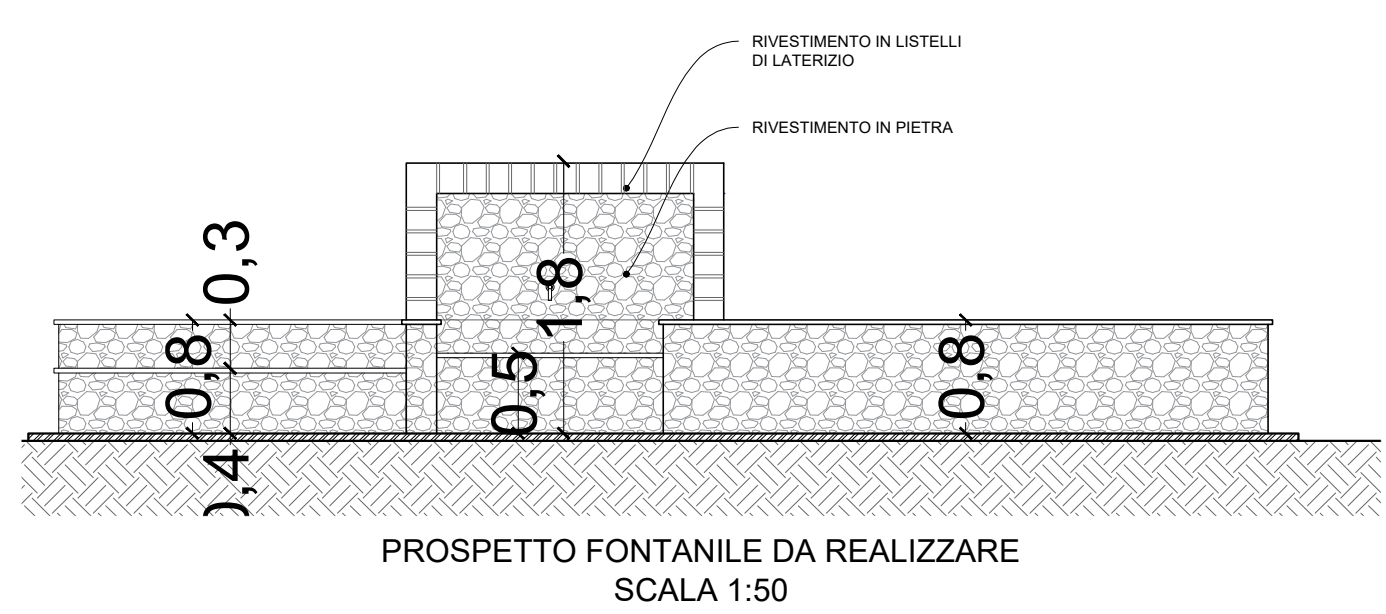 RIVESTIMENTO IN LISTELLI
DI LATERIZIO
RIVESTIMENTO IN PIETRA
0,3
1,8
0,8
0,5
0,8
0,4
PROSPETTO FONTANILE DA REALIZZARE
SCALA 1:50